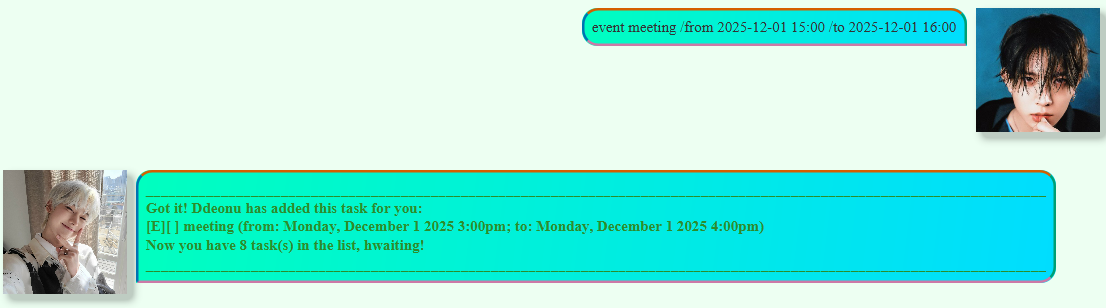 event meeting /from 2025-12-01 15:00 /to 2025-12-01 16:00
Got it! Ddeonu has added this task for you:
[E][ ] meeting (from: Monday, December 1 2025 3:00pm; to: Monday, December 1 2025 4:00pm)
Now you have 8 task(s) in the list, hwaiting!